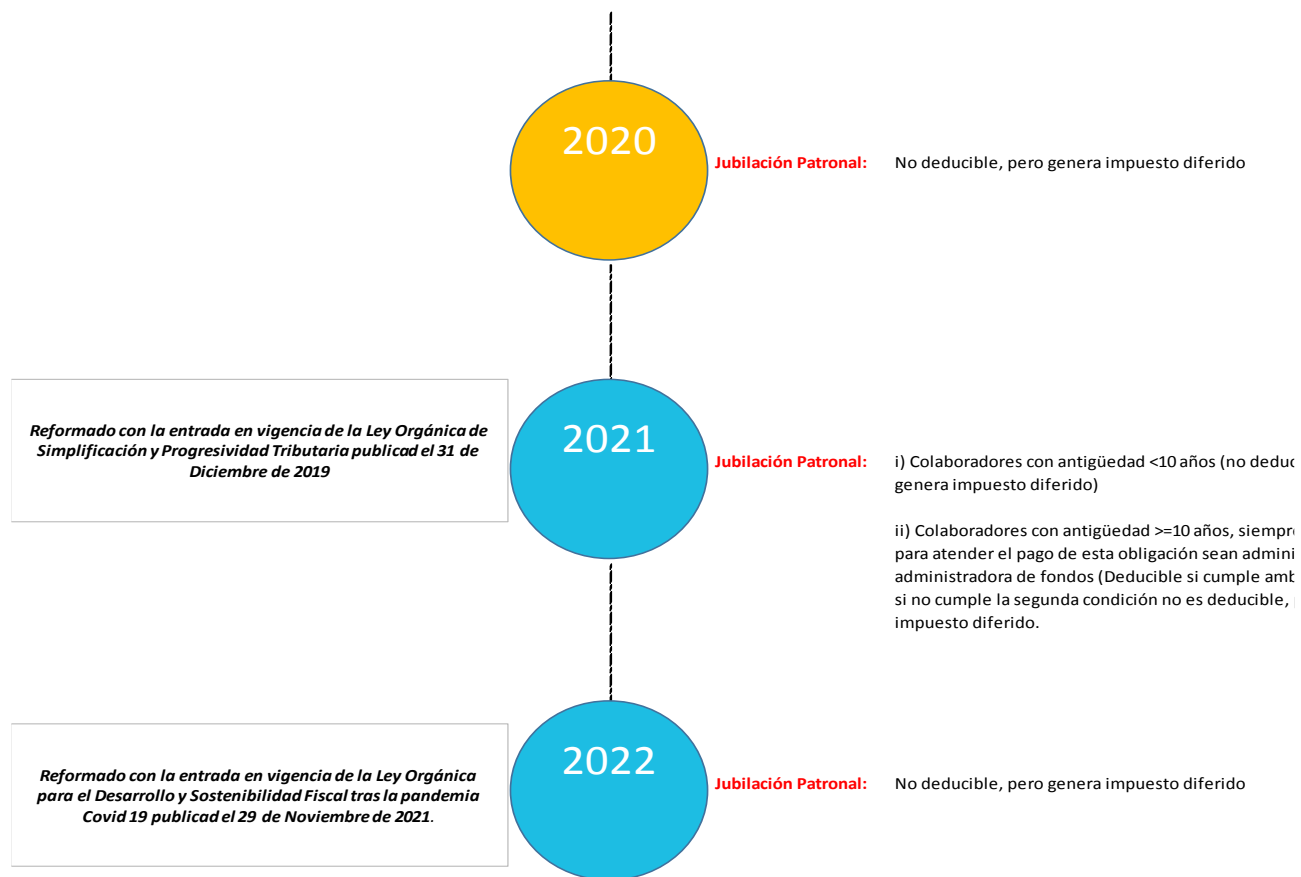 2020
Jubilación Patronal:
No deducible, pero genera impuesto diferido
Reformado con la entrada en vigencia de la Ley Orgánica de
Simplificación y Progresividad Tributaria publicad el 31 de
Diciembre de 2019
2021
Jubilación Patronal:
i) Colaboradores con antigüedad <10 años (no
genera impuesto diferido)
ii) Colaboradores con antigüedad >=10 años,
para atender el pago de esta obligación sean
administradora de fondos (Deducible si cumple
si no cumple la segunda condición no es deducible,
impuesto diferido.
Reformado con la entrada en vigencia de la Ley Orgánica
para el Desarrollo y Sostenibilidad Fiscal tras la pandemia
Covid 19 publicad el 29 de Noviembre de 2021.
2022
Jubilación Patronal:
No deducible, pero genera impuesto diferido